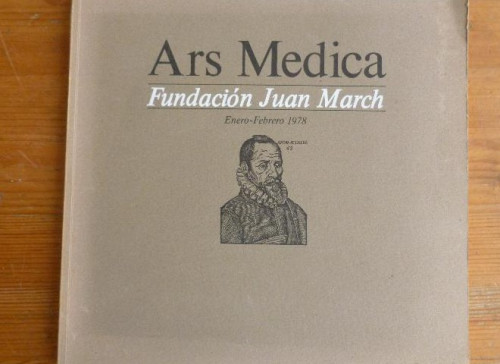 Ars Medica
Fundación Juan March
Enero-Febrero 1978